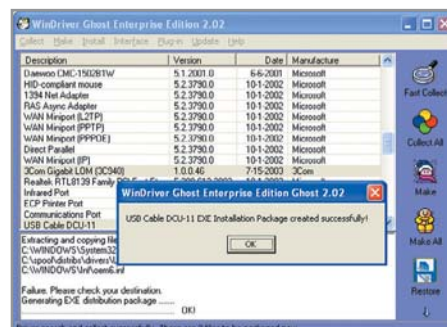 WinDriver Ghost Enterprise Edition 2.02
Collect Make Install Interface Plug-in Update Help
Description Version Date Manufacture
Daewoo CMC-1502B1W 5.1.2001.0 6-6-2001 Microsoft
HID-compliant mouse 5.2.3790.0 10-1-2002 Microsoft
1394 Net Adapter 5.2.3790.0 10-1-2002 Microsoft
RAS Async Adapter 5.2.3790.0 10-1-2002 Microsoft
WAN Miniport (L2TP) 5.2.3790.0 10-1-2002 Microsoft
WAN Miniport (PPTP) 5.2.3790.0 10-1-2002 Microsoft
WAN Miniport (PPPOE) 5.2.3790.0 10-1-2002 Microsoft
Direct Parallel 5.2.3790.0 10-1-2002 Microsoft
WAN Miniport (IP) 5.2.3790.0 10-1-2002 Microsoft
3Com Gigabit LOM (3C940) 1.0.0.46 7-15-2003 3Com
Realtek RTL8139 Family
Infrared Port
ECP Printer Port
Communications Port
USB Cable DCU-11
WinDriver Ghost Enterprise Edition Ghost 2.02
USB Cable DCU-11 EXE Installation Package created successfully!
OK
Extracting and copying file
C:\WINDOWS\System32
C:\spool\distribs\drivers\
C:\WINDOWS\Inf\oem6.inf
Failure. Please check your destination.
Generating EXE distribution package ........
........ OK!
Fast Collect
Collect All
Make
Make All
Restore